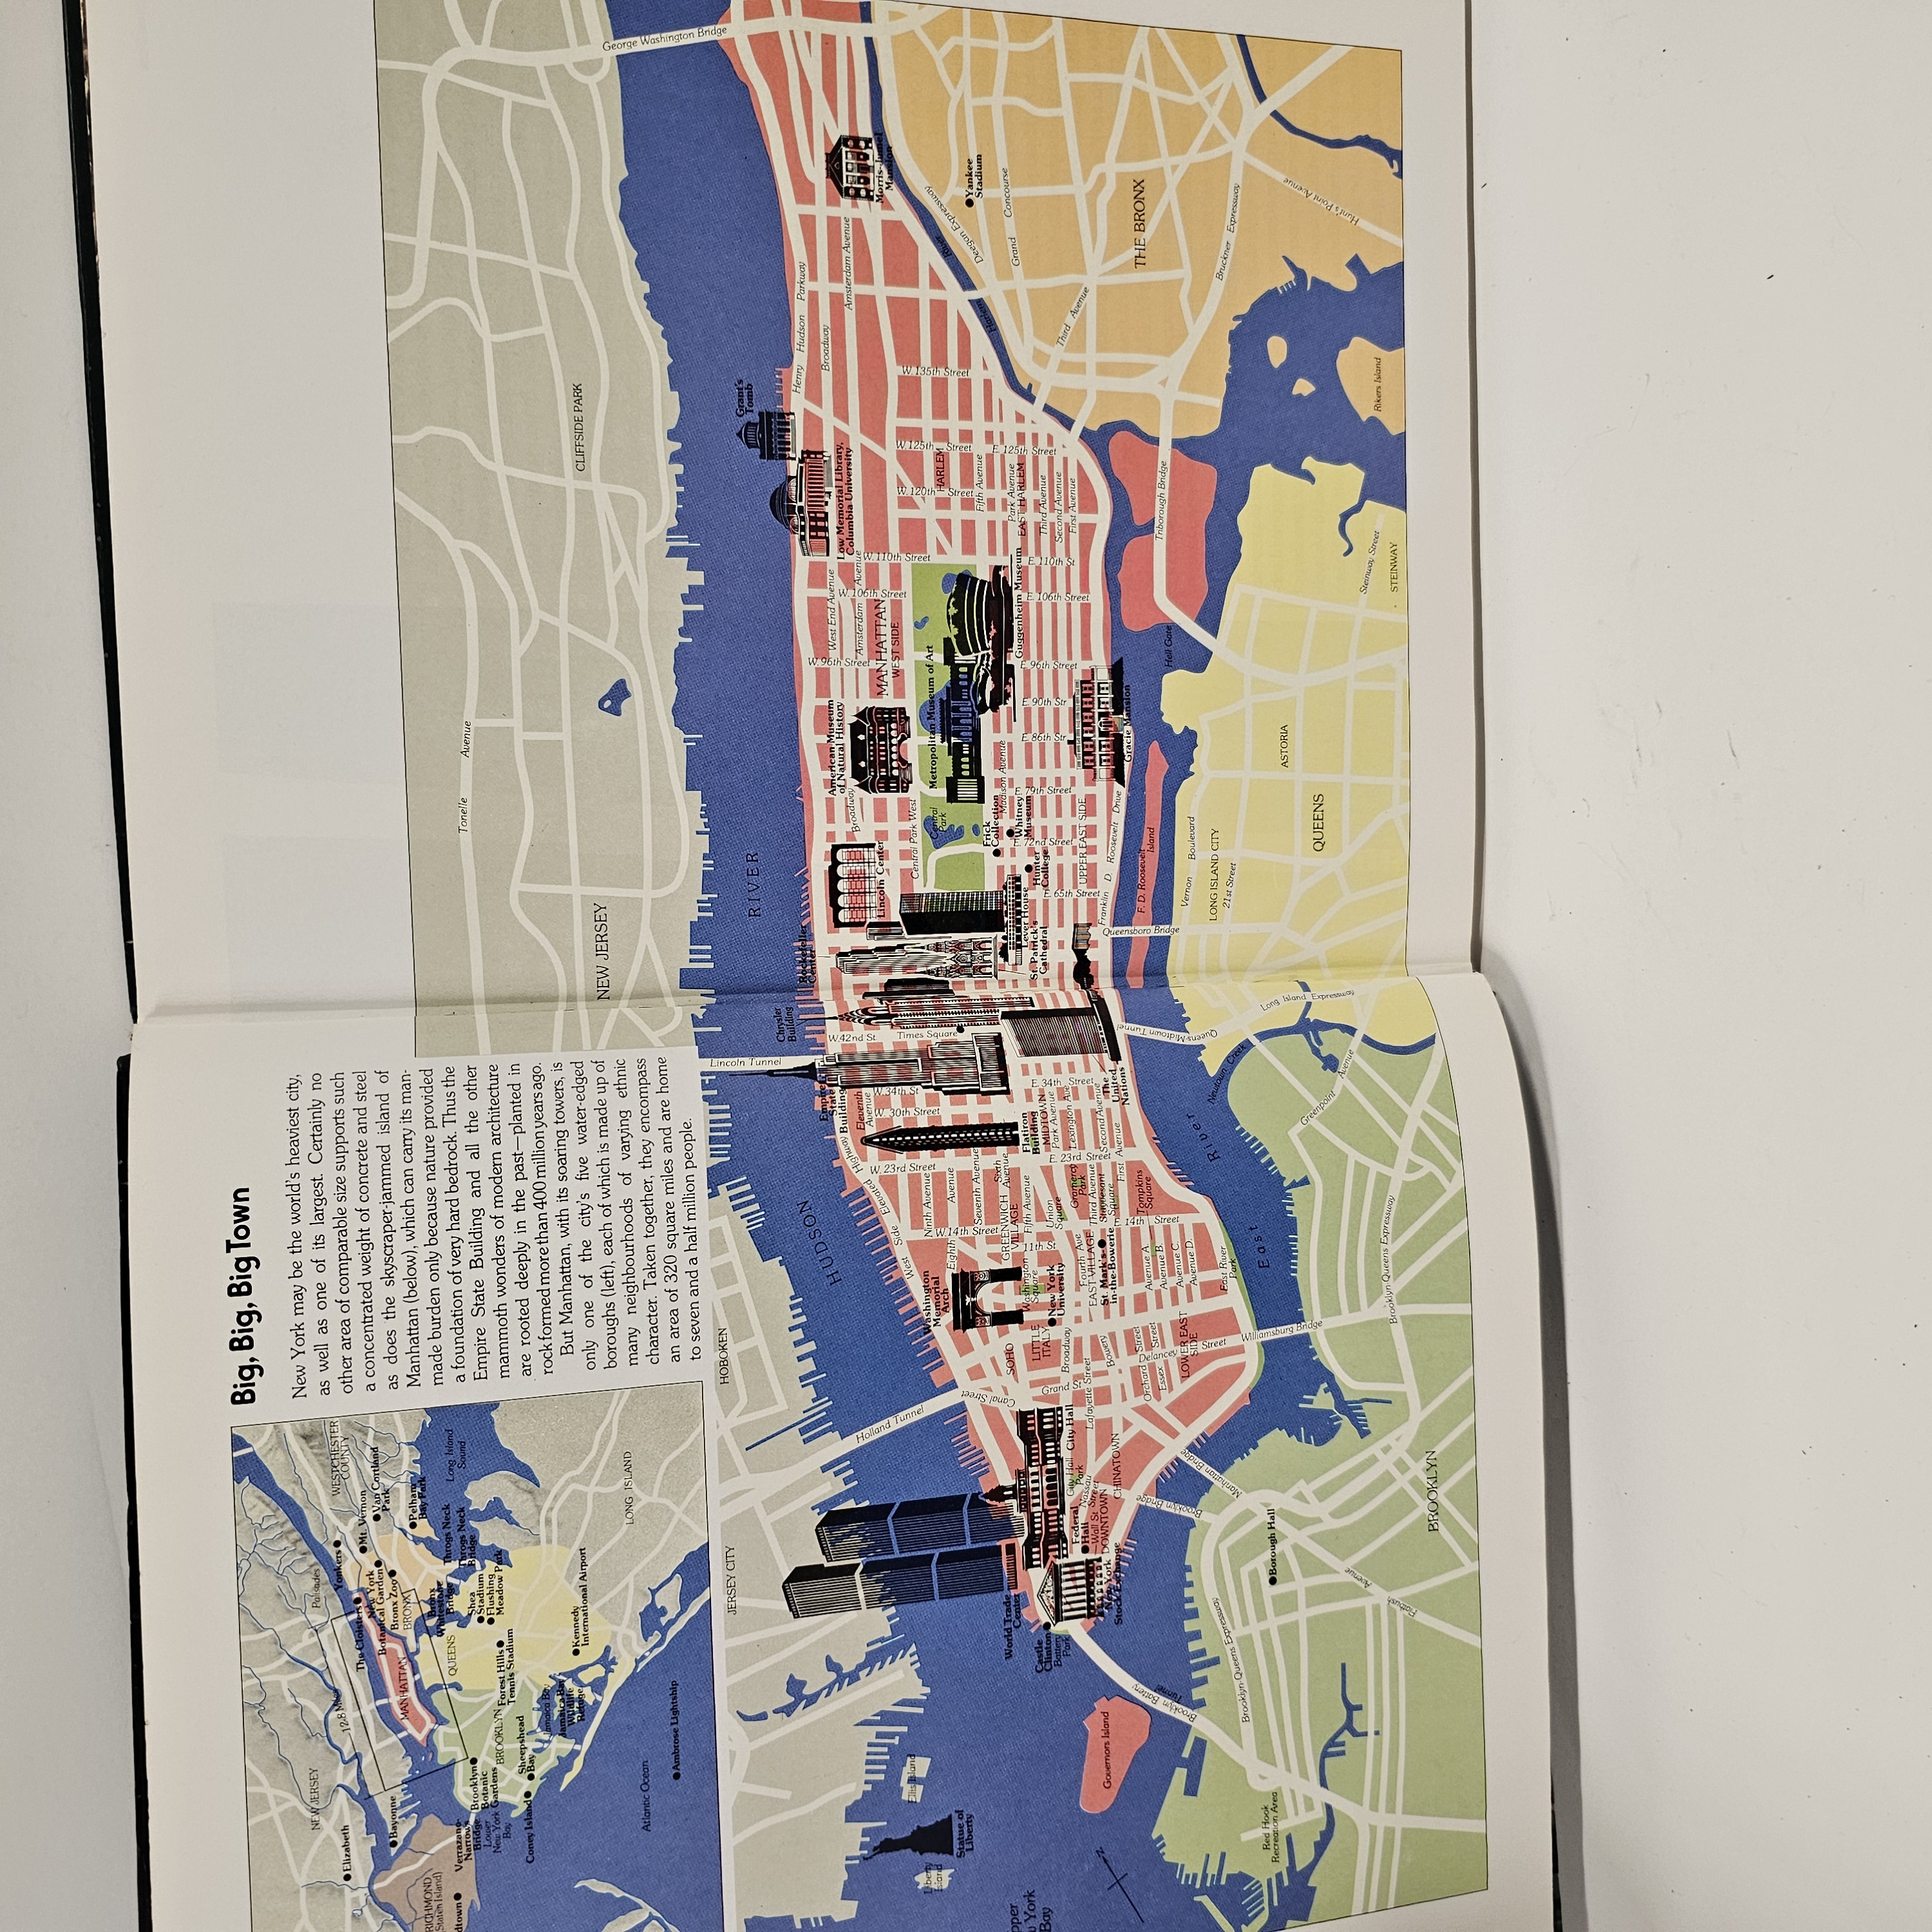 Big, Big, Big Town
New York may be the world's heaviest city,
as well as one of its largest. Certainly no
other area of comparable size supports such
a concentrated weight of concrete and steel
as does the skyscraper-jammed island of
Manhattan (below), which can carry its man-
made burden only because nature provided
a foundation of very hard bedrock. Thus the
Empire State Building and all the other
mammoth wonders of modern architecture
are rooted deeply in the past—planted in
rock formed more than 400 million years ago.
But Manhattan, with its soaring towers, is
only one of the city's five water-edged
boroughs (left), each of which is made up of
many neighbourhoods of varying ethnic
character. Taken together, they encompass
an area of 320 square miles and are home
to seven and a half million people.
NEW JERSEY
Palisades
WESTCHESTER
COUNTY
Elizabeth
12.8 Miles
Yonkers
The Cloisters
Mt. Vernon
New York
Botanical Garden
Van Cortland
Park
Bayonne
Bronx Zoo
MANHATTAN
BRONX
Pelham
Bay Park
RICHMOND
(Staten Island)
Bronx
Whitestone
Bridge
QUEENS
Throgs Neck
Throgs Neck
Bridge
Long Island
Sound
Verrazano-
Narrows
Bridge
Lower
New York
Bay
Brooklyn
Botanic
Gardens
BROOKLYN
Shea
Stadium
Flushing
Meadow Park
Forest Hills
Tennis Stadium
Coney Island
Sheepshead
Bay
Jamaica Bay
Jamaica Bay
Wildlife
Refuge
Kennedy
International Airport
LONG ISLAND
Atlantic Ocean
Ambrose Lightship
JERSEY CITY
HOBOKEN
NEW JERSEY
Tonelle Avenue
CLIFFSIDE PARK
George Washington Bridge
HUDSON
RIVER
Lincoln Tunnel
Holland Tunnel
Chrysler
Building
Rockefeller
Center
Empire
State
Building
Grant's
Tomb
Henry Hudson Parkway
Broadway
Amsterdam Avenue
Low Memorial Library,
Columbia University
Morris-Jumel
Mansion
American Museum
of Natural History
Broadway
Lincoln Center
West End Avenue
Amsterdam Avenue
W. 96th Street
W. 106th Street
W. 110th Street
MANHATTAN
WEST SIDE
Central Park West
Central
Park
Metropolitan Museum of Art
HARLEM
W. 120th Street
W. 125th Street
W. 135th Street
Fifth Avenue
Park Avenue
EAST HARLEM
Third Avenue
Second Avenue
First Avenue
E. 125th Street
Harlem
River
Deegan Expressway
Yankee
Stadium
Grand Concourse
Third Avenue
Frick
Collection
Madison Avenue
Whitney
Museum
Guggenheim Museum
Lever House
St. Patrick's
Cathedral
Hunter
College
E. 65th Street
E. 72nd Street
E. 79th Street
E. 86th St.
E. 90th St.
E. 96th Street
E. 106th Street
E. 110th St.
UPPER EAST SIDE
Franklin D. Roosevelt Drive
Gracie Mansion
F. D. Roosevelt
Island
Hell Gate
Triborough Bridge
THE BRONX
Bruckner Expressway
Hunt's Point Avenue
Rikers Island
Queensboro Bridge
Vernon Boulevard
LONG ISLAND CITY
21st Street
ASTORIA
QUEENS
Steinway Street
STEINWAY
Liberty
Island
Ellis Island
Statue of
Liberty
World Trade
Center
Castle
Clinton
Battery
Park
Federal
Hall
City Hall
Park
City Hall
Nassau
Street
Wall St
DOWNTOWN
New York
Stock Exchange
CHINATOWN
Governors Island
Brooklyn Battery
Tunnel
Brooklyn Bridge
Manhattan Bridge
West Side Elevated Highway
Canal Street
Washington
Memorial
Arch
SOHO
LITTLE
ITALY
Washington
Square
New York
University
Grand St
Broadway
Lafayette Street
Bowery
GREENWICH
VILLAGE
Eleventh
Avenue
Ninth Avenue
Eighth Avenue
Seventh Avenue
Sixth
Avenue
Fifth Avenue
W. 14th Street
W. 23rd Street
W. 30th Street
W. 34th St.
W. 42nd St.
Times Square
Flatiron
Building
MIDTOWN
Park Avenue
Lexington Ave
Union
Square
Gramercy
Park
Fourth Ave
EAST VILLAGE
Third Avenue
St. Mark's-
in-the-Bowerie
Stuyvesant
Square
Second Avenue
First Avenue
E. 23rd Street
E. 34th Street
The
United
Nations
Orchard Street
Essex Street
Delancey Street
Avenue A
Avenue B.
Avenue C.
Avenue D.
E. 14th Street
Tompkins
Square
LOWER EAST
SIDE
East River
Park
East River
Newtown Creek
Queens-Midtown Tunnel
Long Island Expressway
Williamsburg Bridge
Greenpoint Avenue
Brooklyn-Queens Expressway
Red Hook
Recreation Area
Borough Hall
Flatbush Avenue
Brooklyn Queens Expressway
BROOKLYN